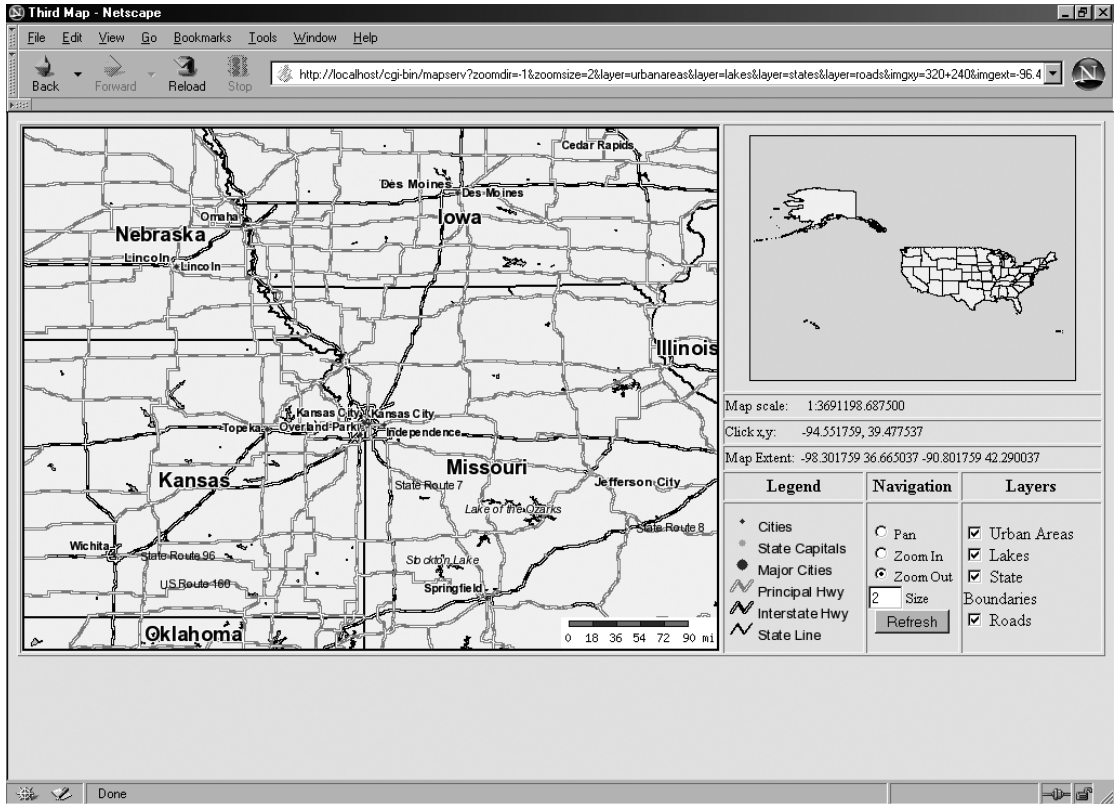 Third Map - Netscape
File Edit View Go Bookmarks Tools Window Help
Back Forward Reload Stop
http://localhost/cgi-bin/mapserv?zoomdir=-1&zoomsize=2&layer=urbanareas&layer=lakes&layer=states&layer=roads&imgxy=320+240&imgext=-96.4
N
Cedar Rapids
Des Moines
Des Moines
Omaha
Iowa
Nebraska
Lincoln
Lincoln
Illinois
Kansas City
Kansas City
Topeka
Overland Park
Independence
Missouri
Kansas
State Route 7
Jefferson City
Lake of the Ozarks
State Route 8
Wichita
State Route 96
Stockton Lake
US Route 160
Springfield
Oklahoma
0 18 36 54 72 90 mi
Map scale: 1:3691198.687500
Click x,y: -94.551759, 39.477537
Map Extent: -98.301759 36.665037 -90.801759 42.290037
Legend
Cities
State Capitals
Major Cities
Principal Hwy
Interstate Hwy
State Line
Navigation
Pan
Zoom In
Zoom Out
2 Size
Refresh
Layers
Urban Areas
Lakes
State
Boundaries
Roads
Done